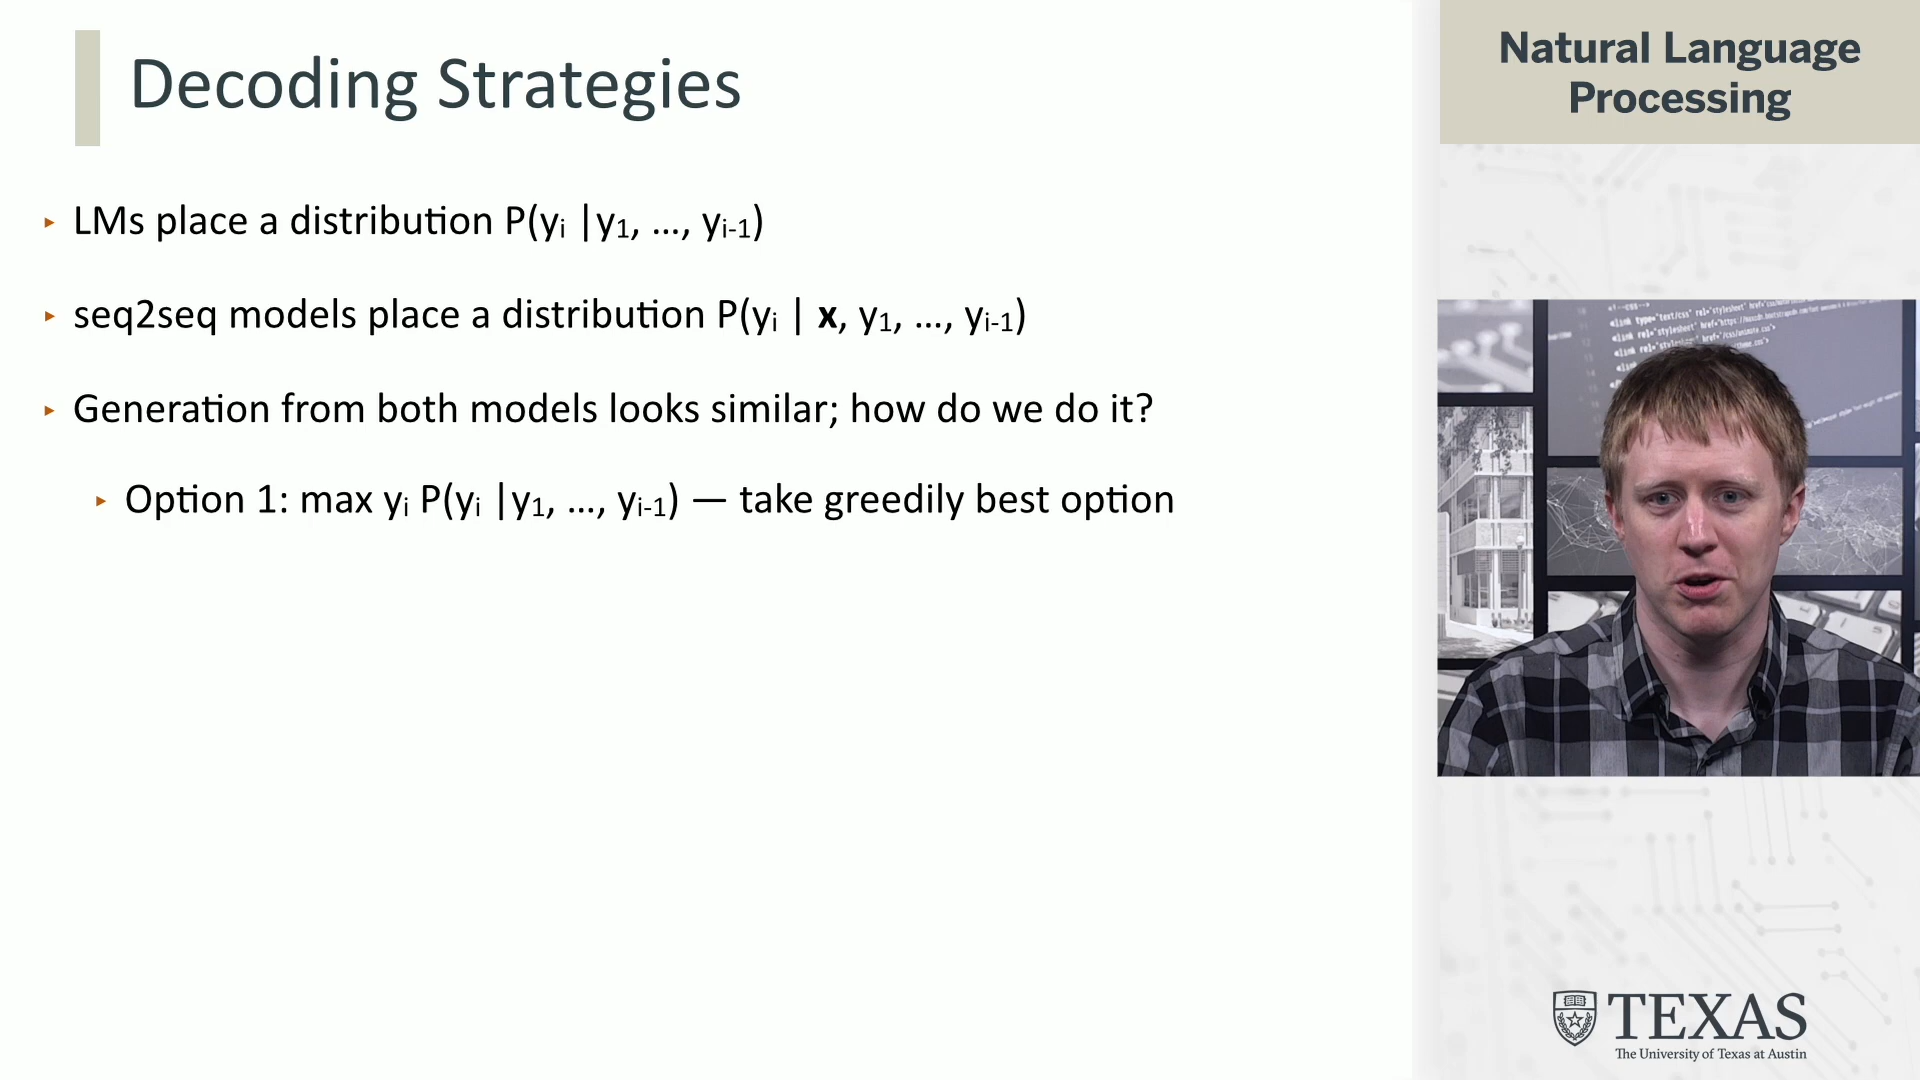 Decoding Strategies
‣ LMs place a distribution P(yᵢ |y₁, ..., yᵢ₋₁)
‣ seq2seq models place a distribution P(yᵢ | x, y₁, ..., yᵢ₋₁)
‣ Generation from both models looks similar; how do we do it?
‣ Option 1: max yᵢ P(yᵢ |y₁, ..., yᵢ₋₁) — take greedily best option
Natural Language
Processing
TEXAS
The University of Texas at Austin